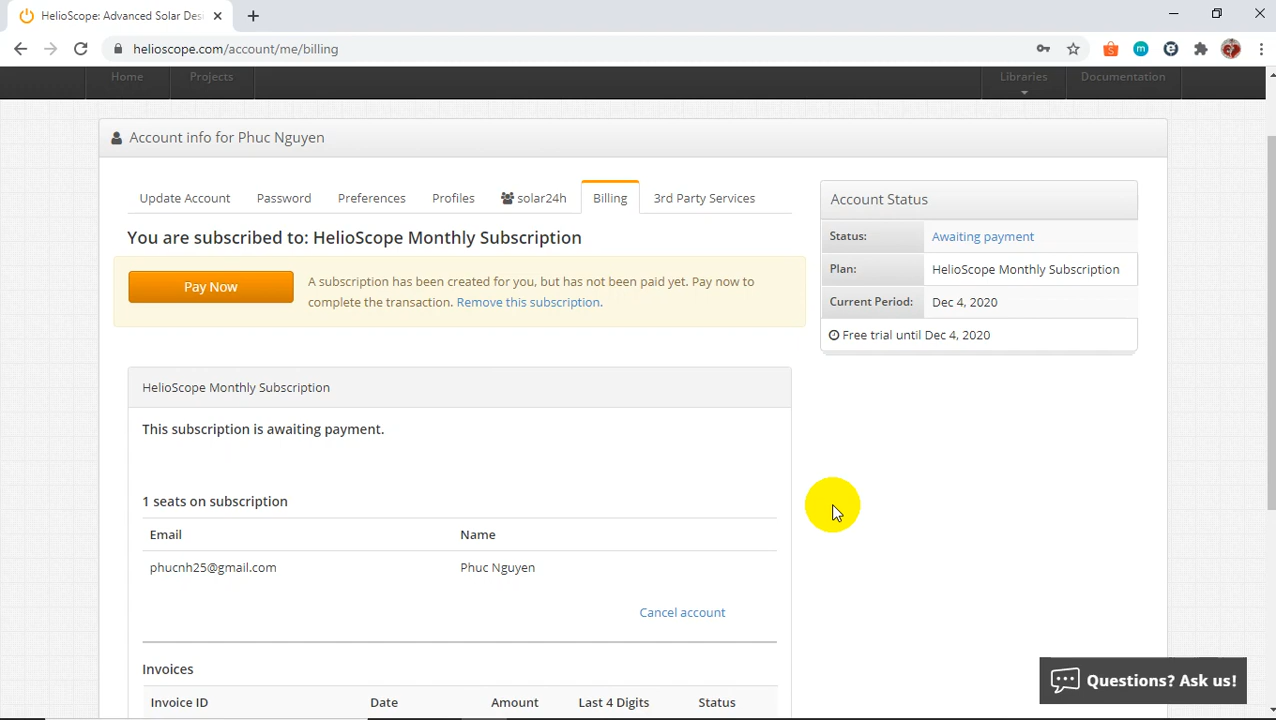 HelioScope: Advanced Solar Des
helioscope.com/account/me/billing
Home Projects Libraries Documentation
Account info for Phuc Nguyen
Update Account Password Preferences Profiles solar24h Billing 3rd Party Services
You are subscribed to: HelioScope Monthly Subscription
Pay Now
A subscription has been created for you, but has not been paid yet. Pay now to
complete the transaction. Remove this subscription.
Account Status
Status: Awaiting payment
Plan: HelioScope Monthly Subscription
Current Period: Dec 4, 2020
Free trial until Dec 4, 2020
HelioScope Monthly Subscription
This subscription is awaiting payment.
1 seats on subscription
Email Name
phucnh25@gmail.com Phuc Nguyen
Cancel account
Invoices
Invoice ID Date Amount Last 4 Digits Status
Questions? Ask us!